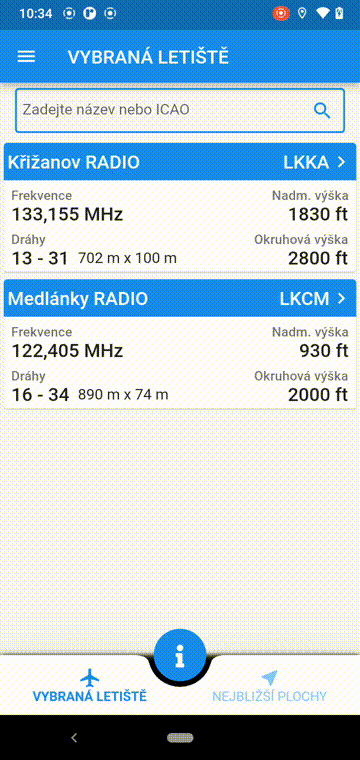 10:34
VYBRANÁ LETIŠTĚ
Zadejte název nebo ICAO
Křižanov RADIO LKKA
Frekvence Nadm. výška
133,155 MHz 1830 ft
Dráhy Okruhová výška
13 - 31 702 m x 100 m 2800 ft
Medlánky RADIO LKCM
Frekvence Nadm. výška
122,405 MHz 930 ft
Dráhy Okruhová výška
16 - 34 890 m x 74 m 2000 ft
VYBRANÁ LETIŠTĚ NEJBLIŽŠÍ PLOCHY